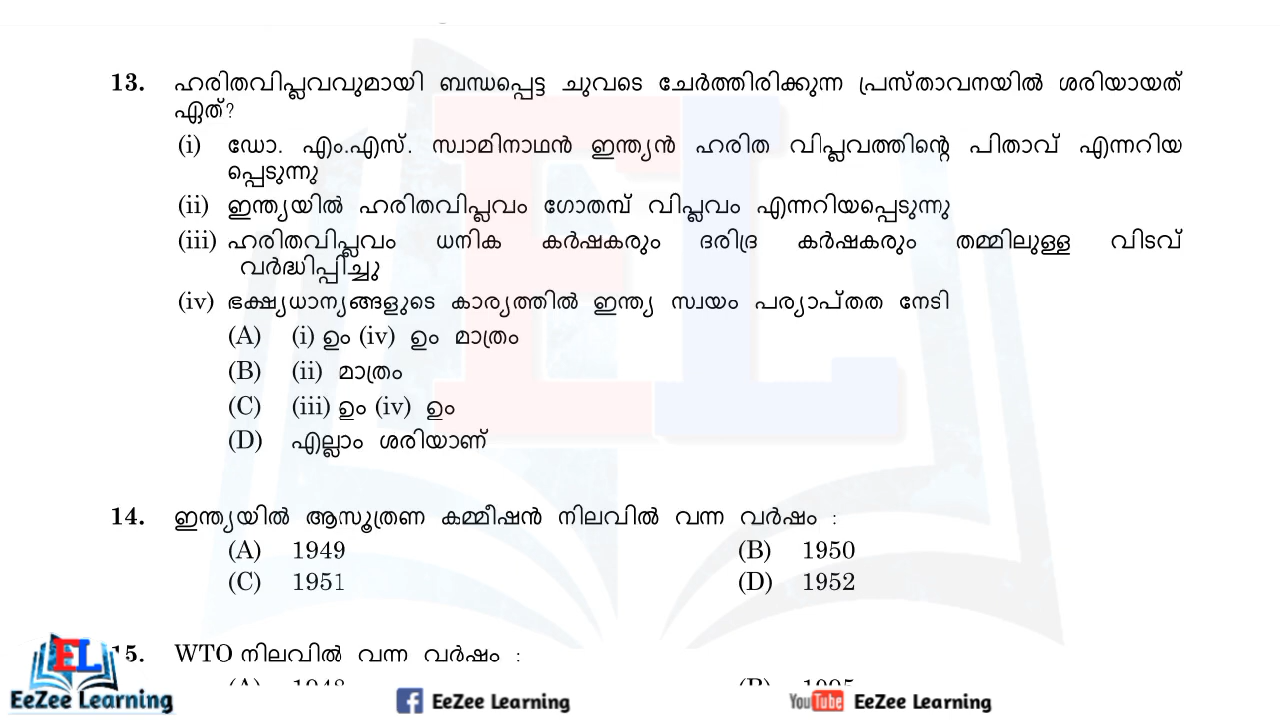 13. ഹരിതവിപ്ലവവുമായി ബന്ധപ്പെട്ട ചുവടെ ചേർത്തിരിക്കുന്ന പ്രസ്താവനയിൽ ശരിയായത്
ഏത്?
(i) ഡോ. എം.എസ്. സ്വാമിനാഥൻ ഇന്ത്യൻ ഹരിത വിപ്ലവത്തിന്റെ പിതാവ് എന്നറിയ
പ്പെടുന്നു
(ii) ഇന്ത്യയിൽ ഹരിതവിപ്ലവം ഗോതമ്പ് വിപ്ലവം എന്നറിയപ്പെടുന്നു
(iii) ഹരിതവിപ്ലവം ധനിക കർഷകരും ദരിദ്ര കർഷകരും തമ്മിലുള്ള വിടവ്
വർദ്ധിപ്പിച്ചു
(iv) ഭക്ഷ്യധാന്യങ്ങളുടെ കാര്യത്തിൽ ഇന്ത്യ സ്വയം പര്യാപ്തത നേടി
(A) (i) ഉം (iv) ഉം മാത്രം
(B) (ii) മാത്രം
(C) (iii) ഉം (iv) ഉം
(D) എല്ലാം ശരിയാണ്
14. ഇന്ത്യയിൽ ആസൂത്രണ കമ്മീഷൻ നിലവിൽ വന്ന വർഷം :
(A) 1949 (B) 1950
(C) 1951 (D) 1952
15. WTO നിലവിൽ വന്ന വർഷം :
EL
EeZee Learning EeZee Learning YouTube EeZee Learning